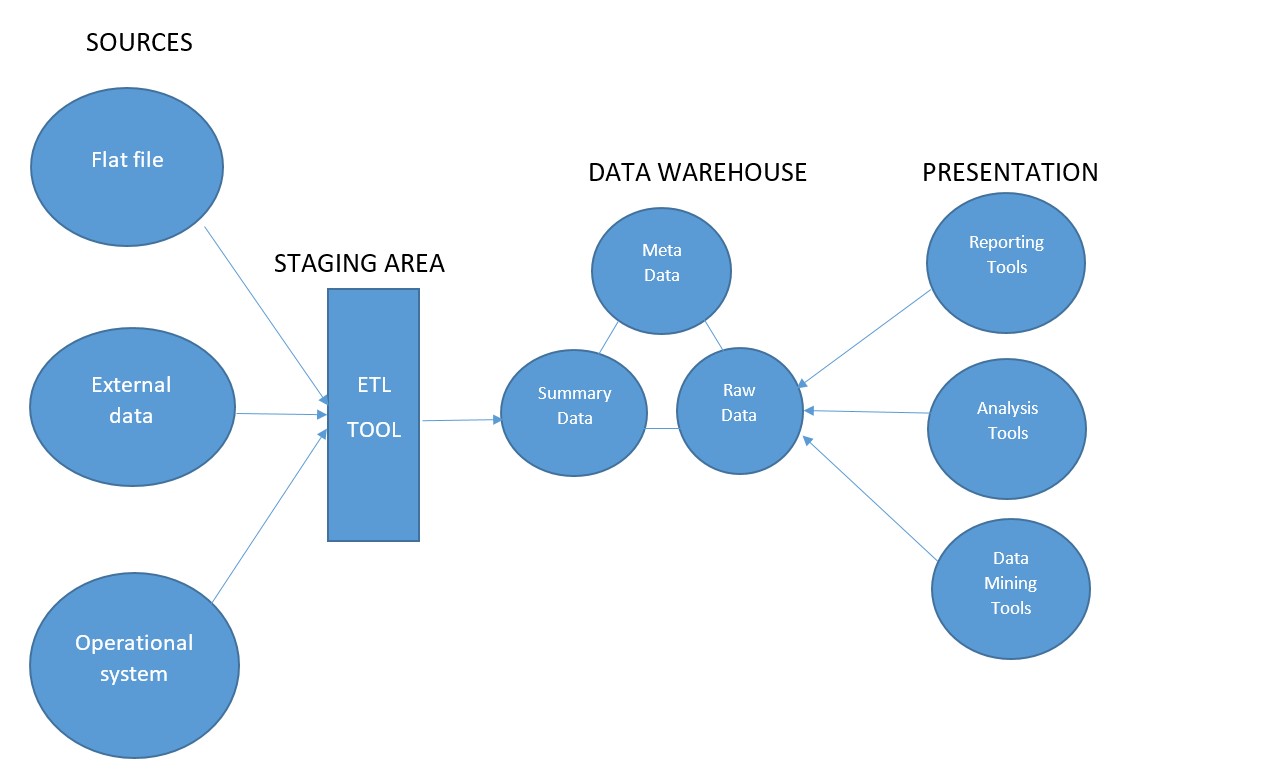 SOURCES
Flat file
External
data
Operational
system
STAGING AREA
ETL
TOOL
DATA WAREHOUSE
Meta
Data
Summary
Data
Raw
Data
PRESENTATION
Reporting
Tools
Analysis
Tools
Data
Mining
Tools